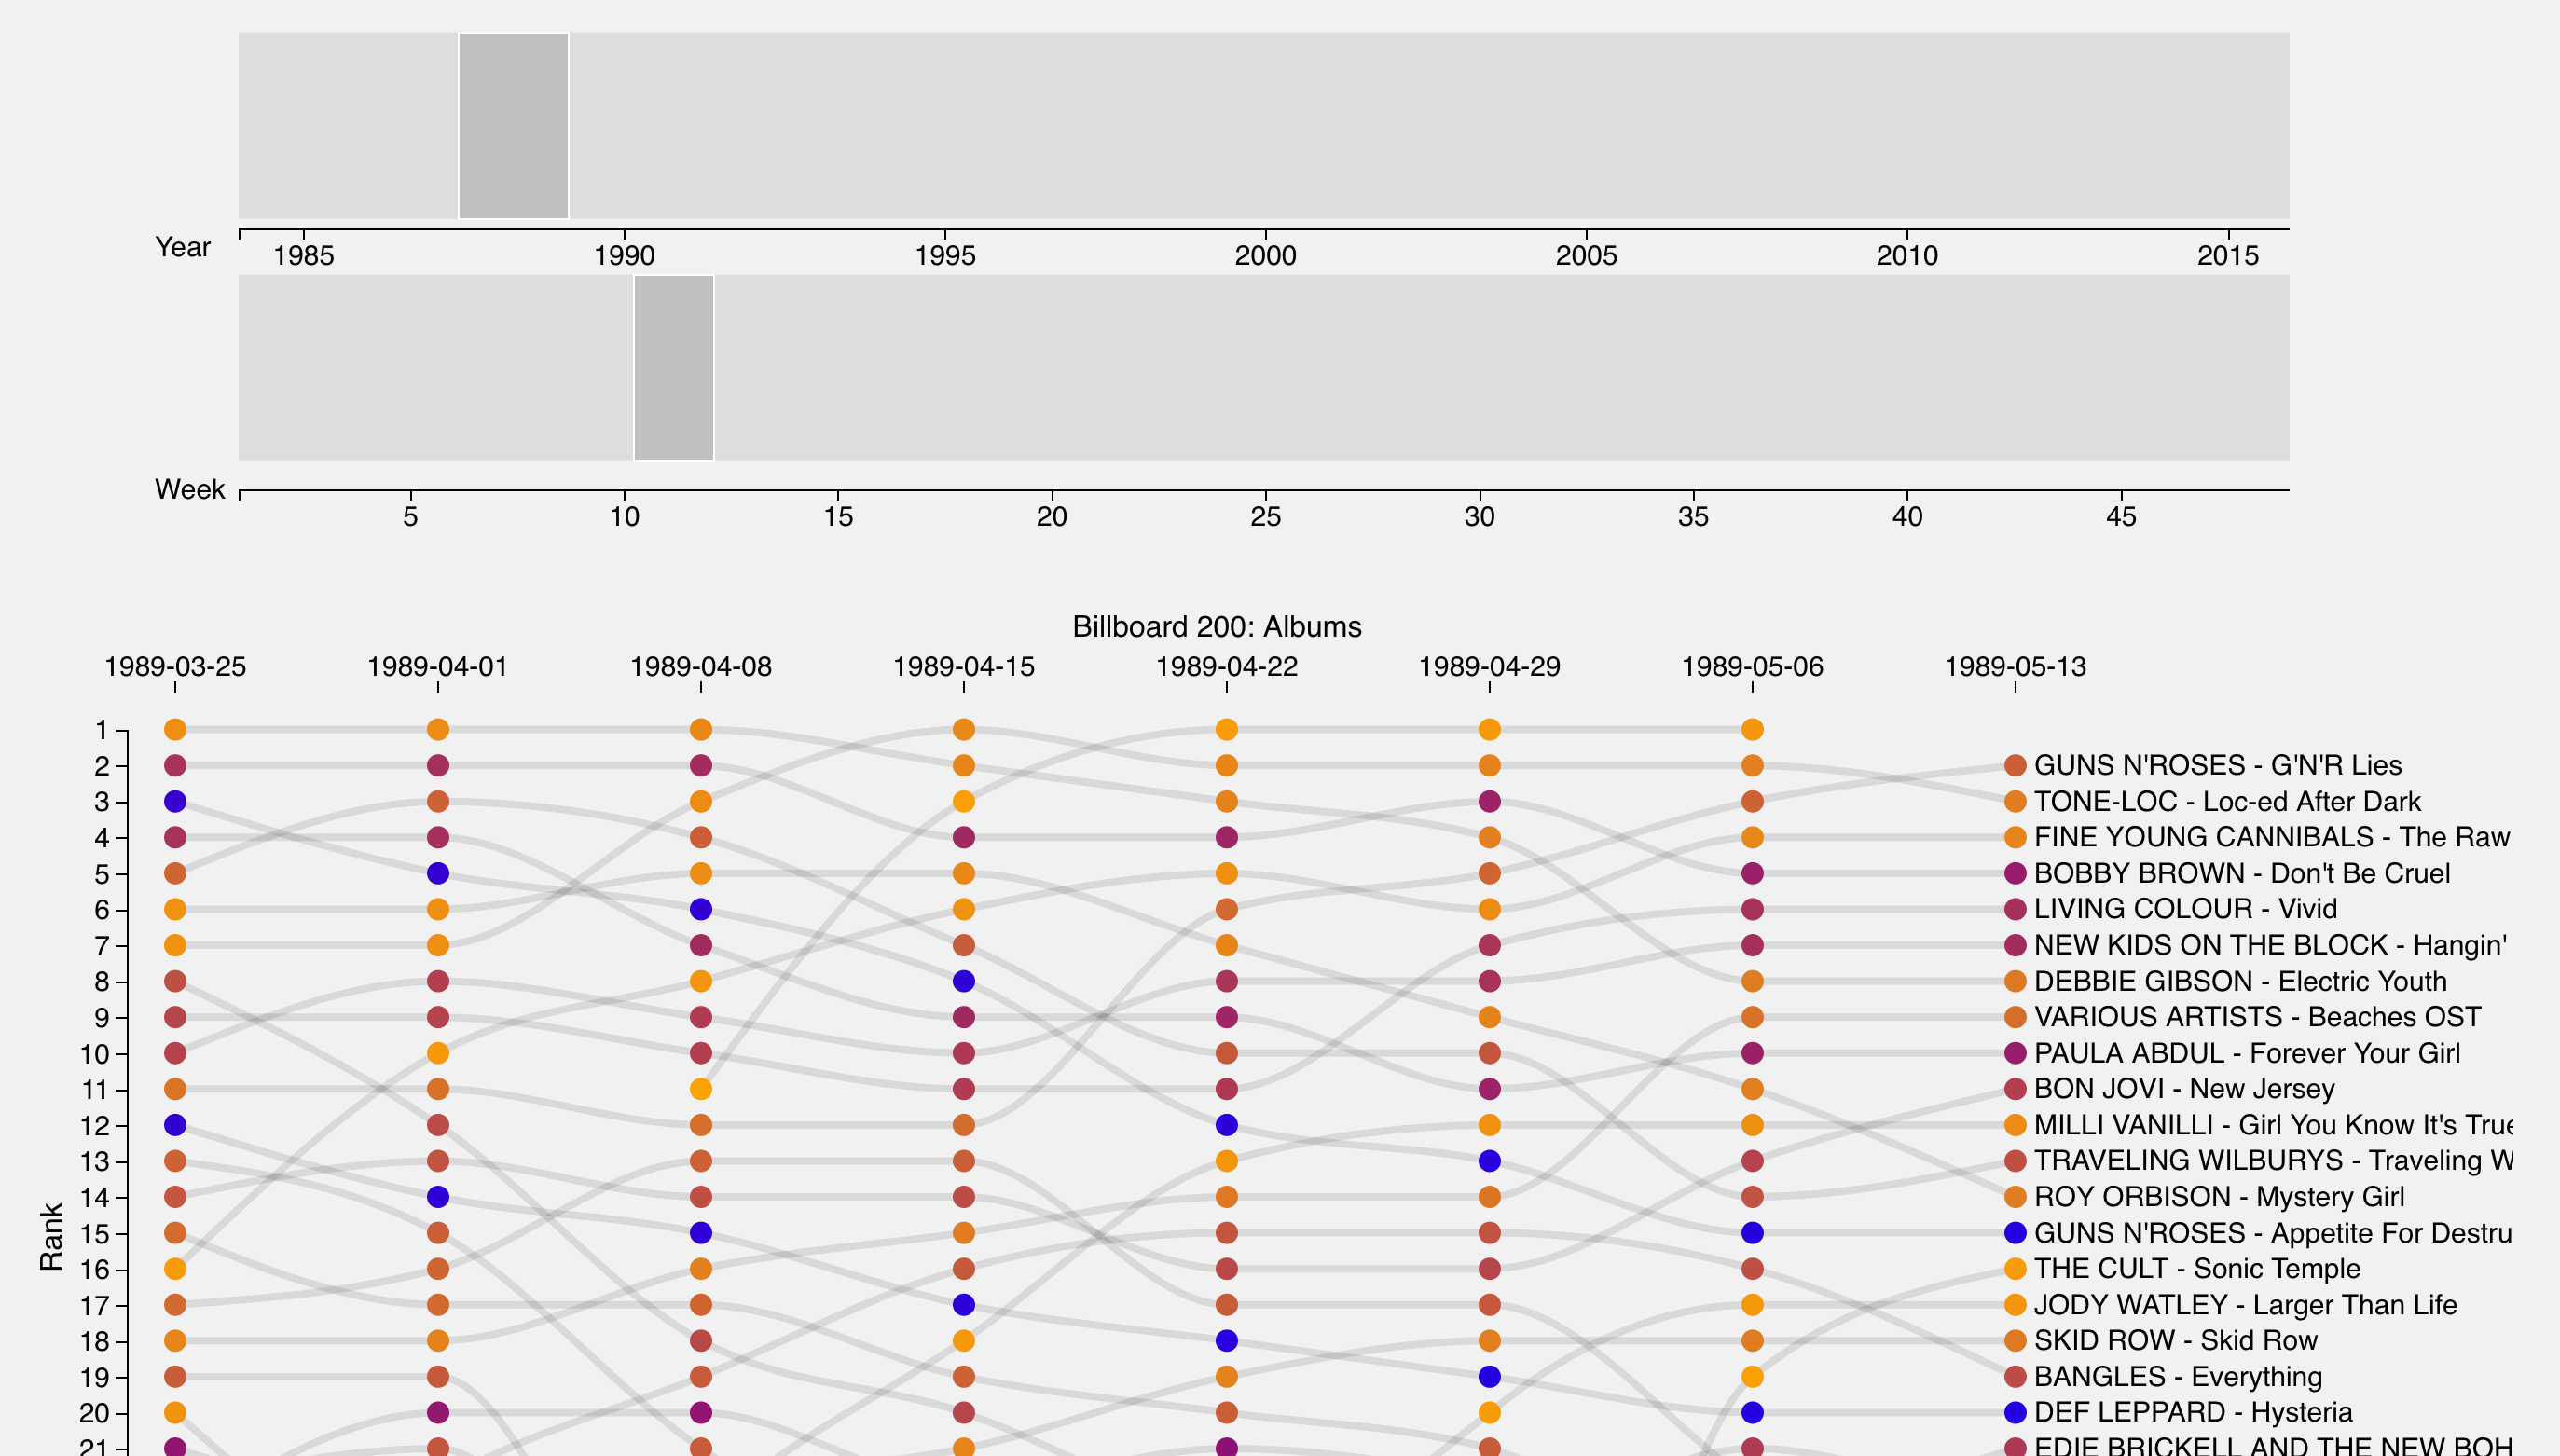 Year
1985 1990 1995 2000 2005 2010 2015
Week
5 10 15 20 25 30 35 40 45
Billboard 200: Albums
1989-03-25 1989-04-01 1989-04-08 1989-04-15 1989-04-22 1989-04-29 1989-05-06 1989-05-13
Rank
1
2 GUNS N'ROSES - G'N'R Lies
3 TONE-LOC - Loc-ed After Dark
4 FINE YOUNG CANNIBALS - The Raw
5 BOBBY BROWN - Don't Be Cruel
6 LIVING COLOUR - Vivid
7 NEW KIDS ON THE BLOCK - Hangin'
8 DEBBIE GIBSON - Electric Youth
9 VARIOUS ARTISTS - Beaches OST
10 PAULA ABDUL - Forever Your Girl
11 BON JOVI - New Jersey
12 MILLI VANILLI - Girl You Know It's True
13 TRAVELING WILBURYS - Traveling W
14 ROY ORBISON - Mystery Girl
15 GUNS N'ROSES - Appetite For Destru
16 THE CULT - Sonic Temple
17 JODY WATLEY - Larger Than Life
18 SKID ROW - Skid Row
19 BANGLES - Everything
20 DEF LEPPARD - Hysteria
21 EDIE BRICKELL AND THE NEW BOH